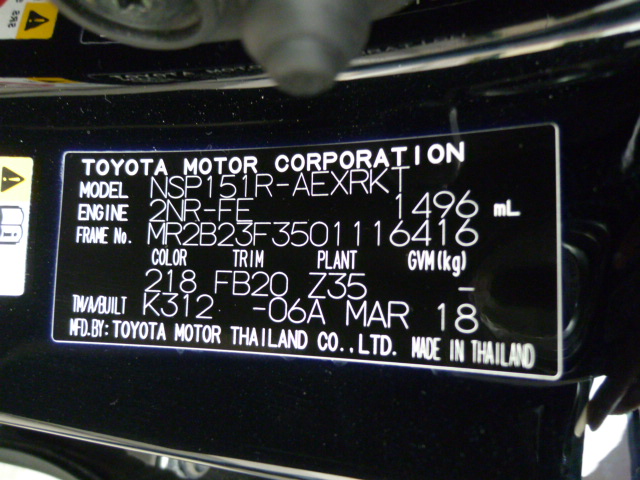 TOYOTA MOTOR CORPORATION
MODEL NSP151R-AEXRKT
ENGINE 2NR-FE 1496 mL
FRAME No. MR2B23F3501116416
COLOR TRIM PLANT GVM(kg)
218 FB20 Z35 -
TM/A/BUILT K312 -06A MAR 18
MFD.BY: TOYOTA MOTOR THAILAND CO.,LTD. MADE IN THAILAND